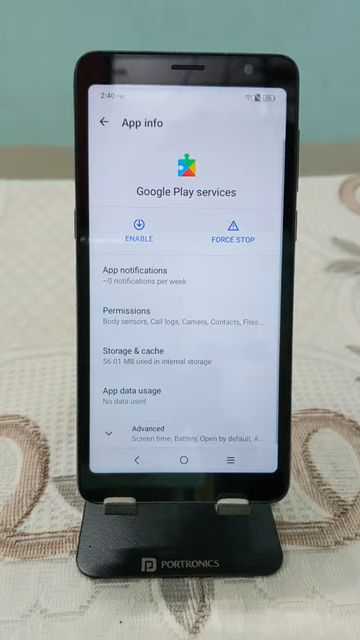 2:40 PM
App info
Google Play services
ENABLE
FORCE STOP
App notifications
~0 notifications per week
Permissions
Body sensors, Call logs, Camera, Contacts, Files ...
Storage & cache
56.01 MB used in internal storage
App data usage
No data used
Advanced
Screen time, Battery, Open by default, A..
PORTRONICS